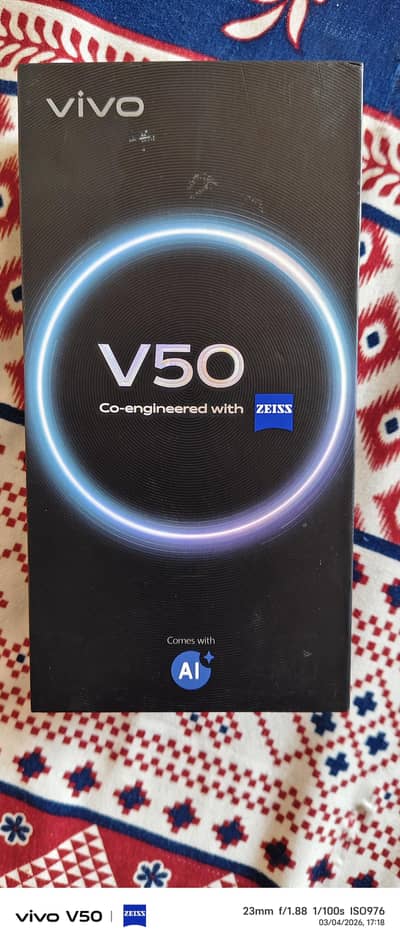 vivo
V50
Co-engineered with ZEISS
Comes with
AI
vivo V50 | ZEISS
23mm f/1.88 1/100s ISO976
03/04/2026, 17:18